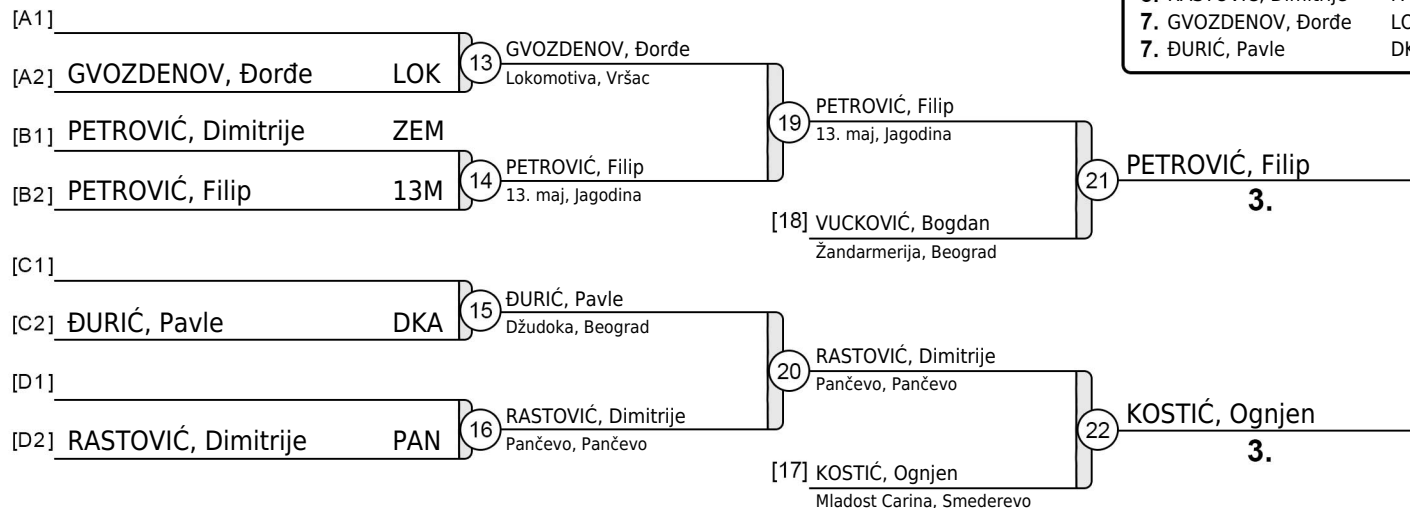 [A1]
[A2] GVOZDENOV, Đorđe LOK
13
GVOZDENOV, Đorđe
Lokomotiva, Vršac
[B1] PETROVIĆ, Dimitrije ZEM
[B2] PETROVIĆ, Filip 13M
14
PETROVIĆ, Filip
13. maj, Jagodina
19
PETROVIĆ, Filip
13. maj, Jagodina
[18] VUCKOVIĆ, Bogdan
Žandarmerija, Beograd
21
PETROVIĆ, Filip
3.
7. GVOZDENOV, Đorđe
7. ĐURIĆ, Pavle
[C1]
[C2] ĐURIĆ, Pavle DKA
15
ĐURIĆ, Pavle
Džudoka, Beograd
[D1]
[D2] RASTOVIĆ, Dimitrije PAN
16
RASTOVIĆ, Dimitrije
Pančevo, Pančevo
20
RASTOVIĆ, Dimitrije
Pančevo, Pančevo
[17] KOSTIĆ, Ognjen
Mladost Carina, Smederevo
22
KOSTIĆ, Ognjen
3.